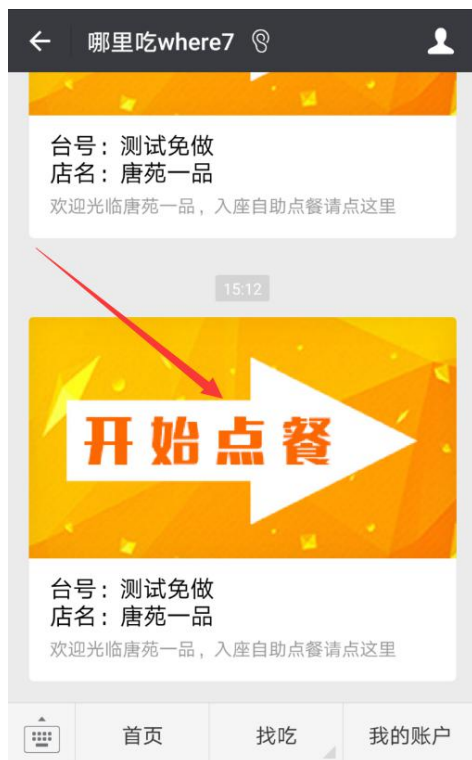 哪里吃where7
台号：测试免做
店名：唐苑一品
欢迎光临唐苑一品，入座自助点餐请点这里
15:12
开始点餐
台号：测试免做
店名：唐苑一品
欢迎光临唐苑一品，入座自助点餐请点这里
首页
找吃
我的账户